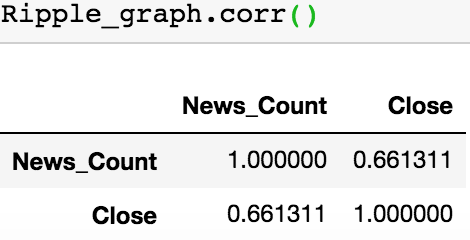 Ripple_graph.corr()
News_Count Close
News_Count 1.000000 0.661311
Close 0.661311 1.000000